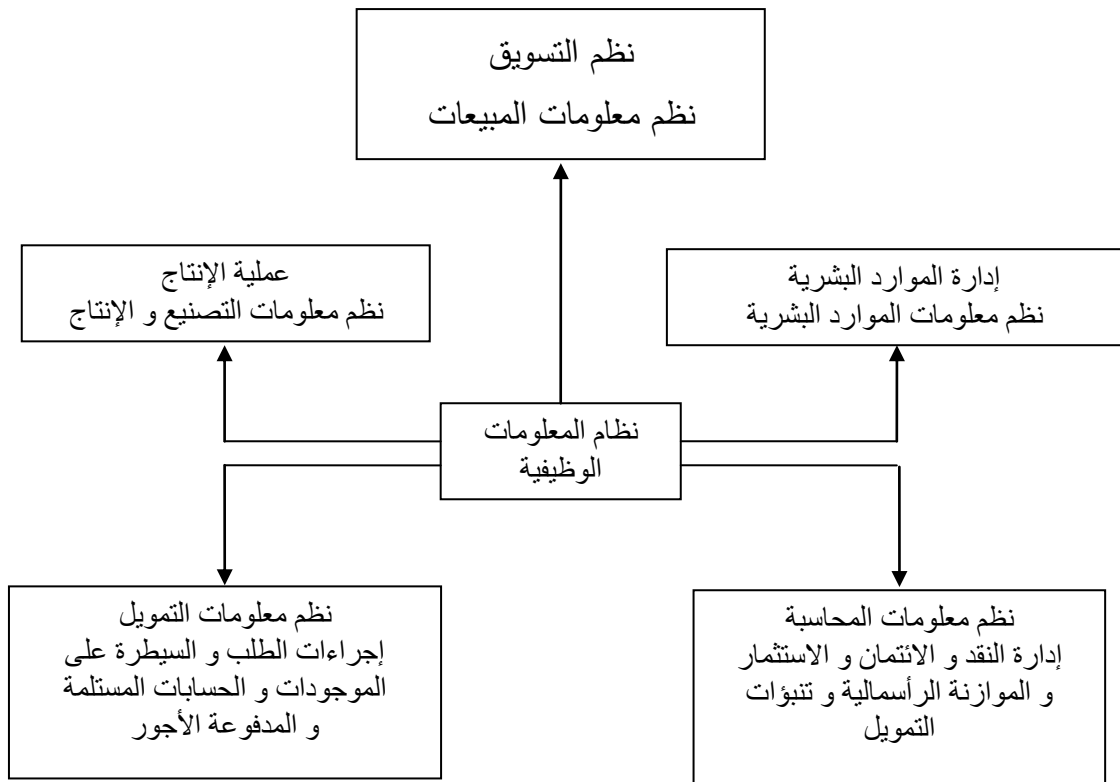 نظم التسويق
نظم معلومات المبيعات
إدارة الموارد البشرية
نظم معلومات الموارد البشرية
عملية الإنتاج
نظم معلومات التصنيع و الإنتاج
نظام المعلومات
الوظيفية
نظم معلومات المحاسبة
إدارة النقد و الائتمان و الاستثمار
و الموازنة الرأسمالية و تنبؤات
التمويل
نظم معلومات التمويل
إجراءات الطلب و السيطرة على
الموجودات و الحسابات المستلمة
و المدفوعة الأجور